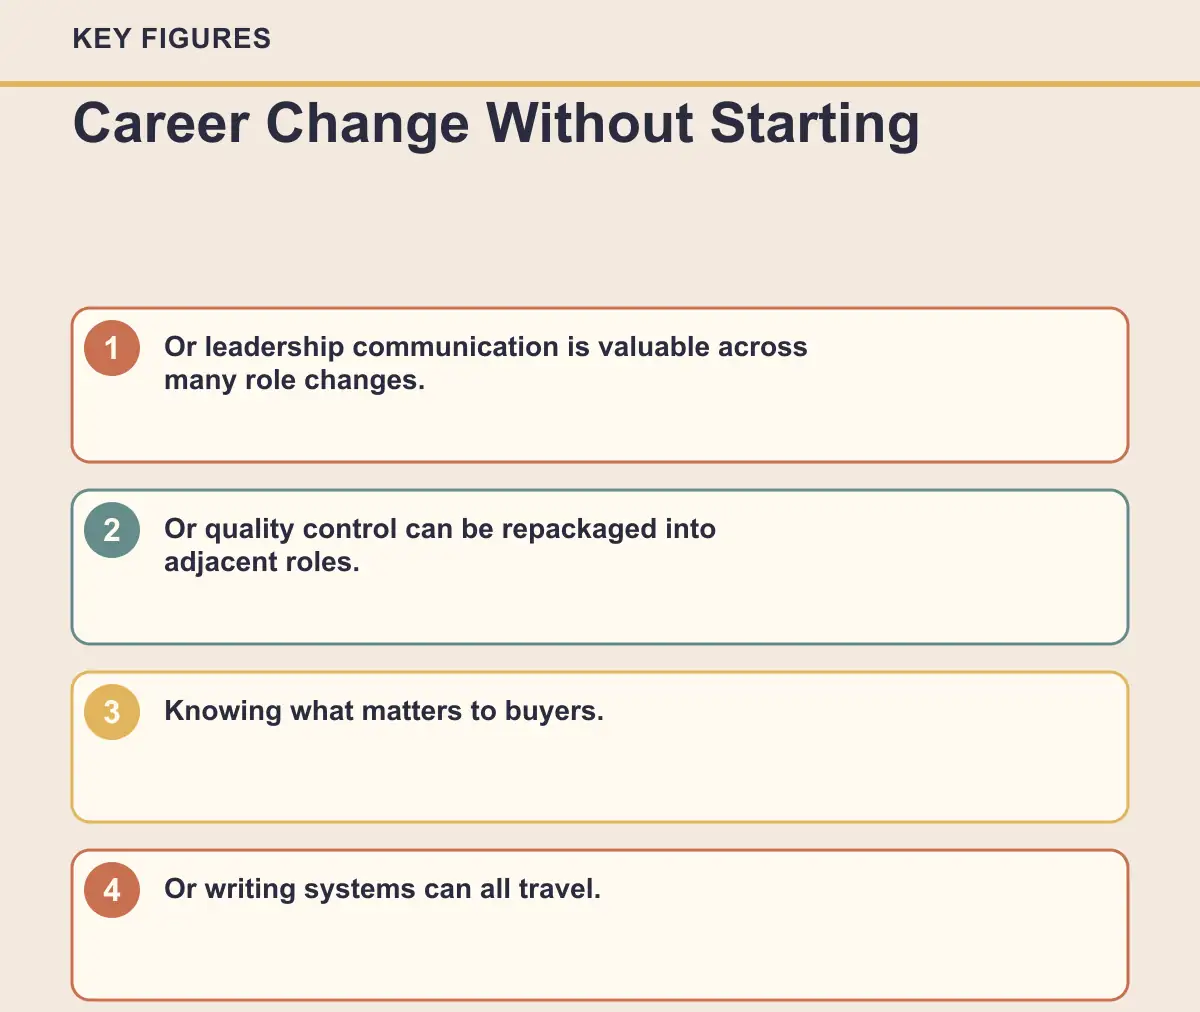 KEY FIGURES
Career Change Without Starting
1
Or leadership communication is valuable across
many role changes.
2
Or quality control can be repackaged into
adjacent roles.
3
Knowing what matters to buyers.
4
Or writing systems can all travel.